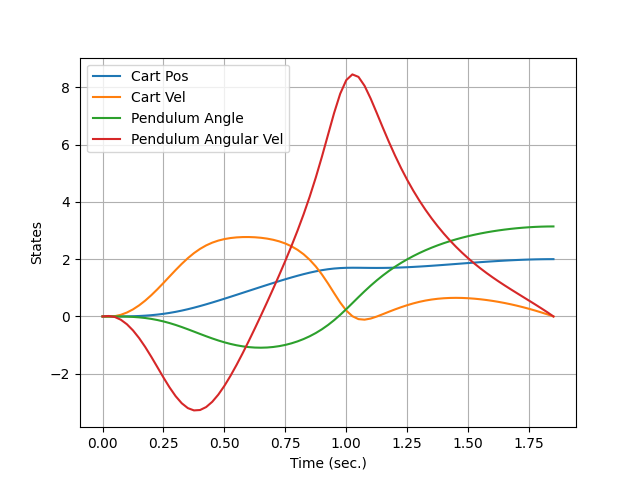 Cart Pos
Cart Vel
Pendulum Angle
Pendulum Angular Vel
8
6
4
2
0
−2
States
0.00 0.25 0.50 0.75 1.00 1.25 1.50 1.75
Time (sec.)